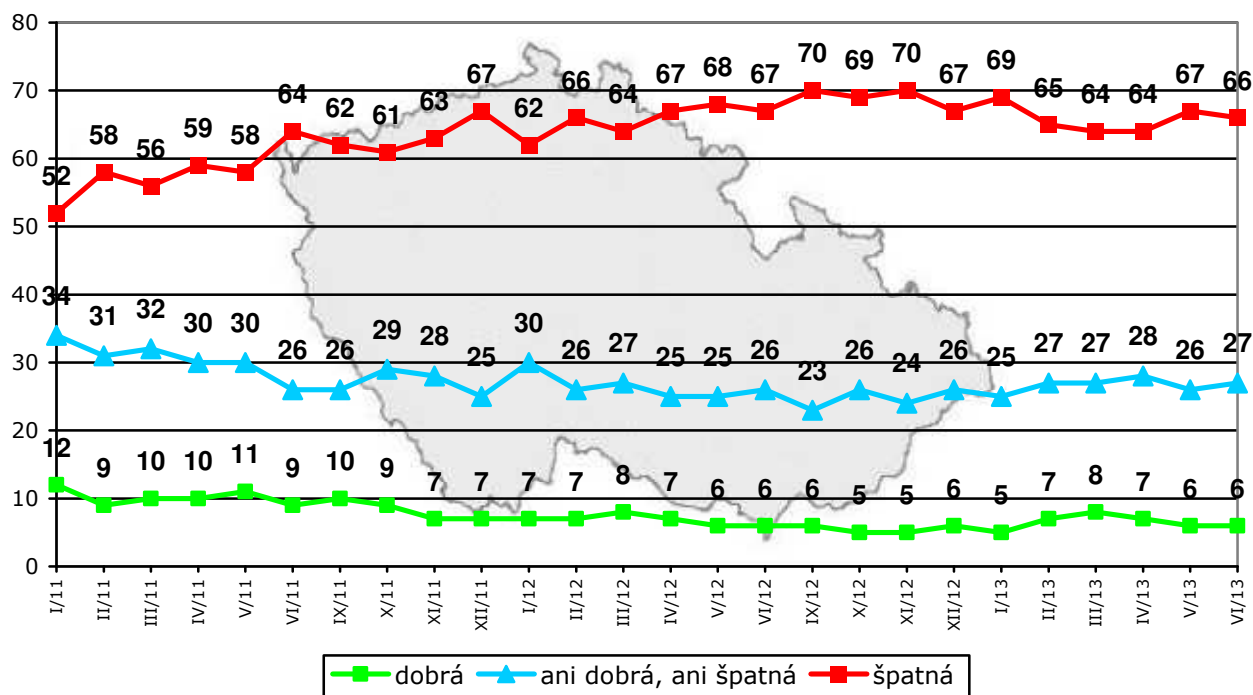 80
70
60
50
40
30
20
10
0
52 58 56 59 58 64 62 61 63 67 62 66 64 67 68 67 70 69 70 67 69 65 64 64 67 66
34 31 32 30 30 26 26 29 28 25 30 26 27 25 25 26 23 26 24 26 25 27 27 28 26 27
12 9 10 10 11 9 10 9 7 7 7 7 8 7 6 6 6 5 5 6 5 7 8 7 6 6
I/11 II/11 III/11 IV/11 V/11 VI/11 IX/11 X/11 XI/11 XII/11 I/12 II/12 III/12 IV/12 V/12 VI/12 IX/12 X/12 XI/12 XII/12 I/13 II/13 III/13 IV/13 V/13 VI/13
dobrá ani dobrá, ani špatná špatná